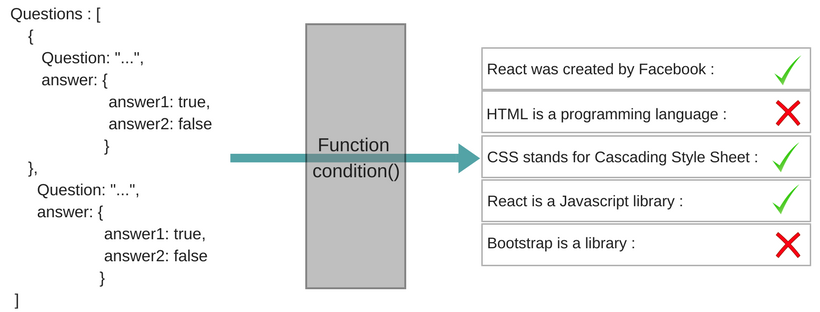 Questions : [
{
Question: "...",
answer: {
answer1: true,
answer2: false
}
},
Question: "...",
answer: {
answer1: true,
answer2: false
}
]
Function
condition()
React was created by Facebook :
HTML is a programming language :
CSS stands for Cascading Style Sheet :
React is a Javascript library :
Bootstrap is a library :